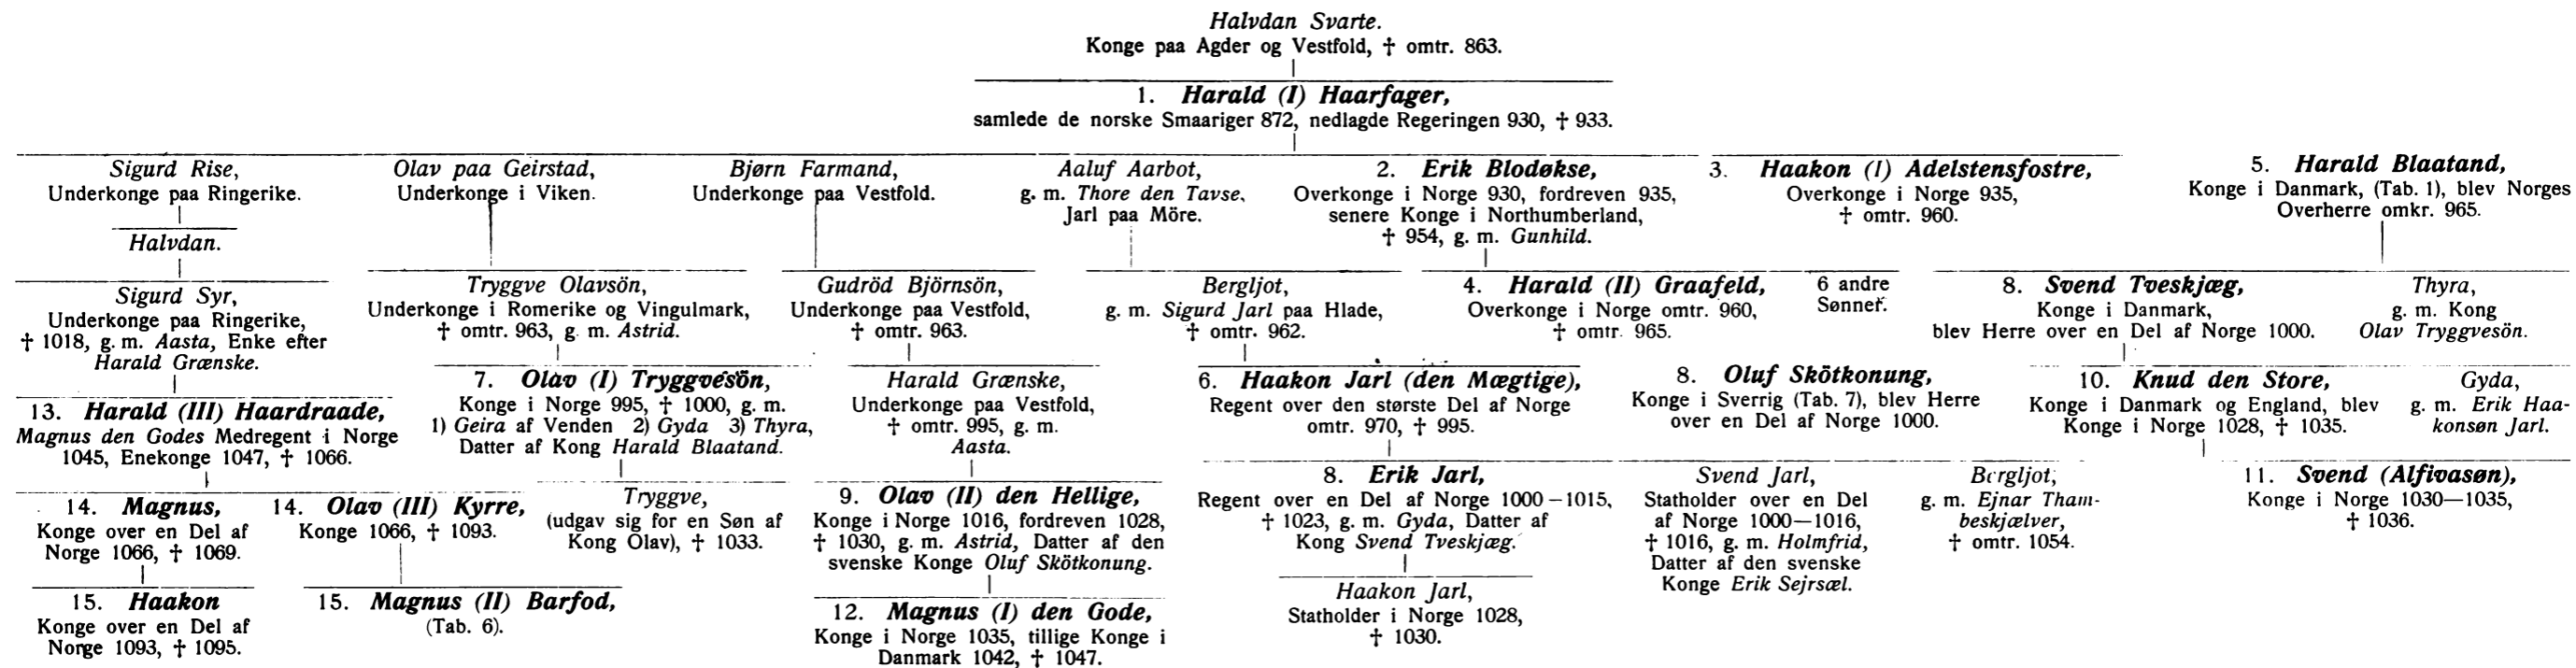 Halvdan Svarte.
Konge paa Agder og Vestfold, † omtr. 863.
1. Harald (I) Haarfager,
samlede de norske Smaariger 872, nedlagde Regeringen 930, † 933.
Sigurd Rise,
Underkonge paa Ringerike.
Olav paa Geirstad,
Underkonge i Viken.
Bjørn Farmand,
Underkonge paa Vestfold.
Aaluf Aarbot,
g. m. Thore den Tavse,
Jarl paa Möre.
2. Erik Blodøkse,
Overkonge i Norge 930, fordreven 935,
senere Konge i Northumberland,
† 954, g. m. Gunhild.
3. Haakon (I) Adelstensfostre,
Overkonge i Norge 935,
† omtr. 960.
5. Harald Blaatand,
Konge i Danmark, (Tab. 1), blev Norges
Overherre omkr. 965.
Halvdan.
Sigurd Syr,
Underkonge paa Ringerike,
† 1018, g. m. Aasta, Enke efter
Harald Grænske.
Tryggve Olavsön,
Underkonge i Romerike og Vingulmark,
† omtr. 963, g. m. Astrid.
Gudröd Björnsön,
Underkonge paa Vestfold,
† omtr. 963.
Bergljot,
g. m. Sigurd Jarl paa Hlade,
† omtr. 962.
4. Harald (II) Graafeld,
Overkonge i Norge omtr. 960,
† omtr. 965.
6 andre
Sønner.
8. Svend Tveskjæg,
Konge i Danmark,
blev Herre over en Del af Norge 1000.
Thyra,
g. m. Kong
Olav Tryggvesön.
13. Harald (III) Haardraade,
Magnus den Godes Medregent i Norge
1045, Enekonge 1047, † 1066.
7. Olav (I) Tryggvesön,
Konge i Norge 995, † 1000, g. m.
1) Geira af Venden 2) Gyda 3) Thyra,
Datter af Kong Harald Blaatand.
Harald Grænske,
Underkonge paa Vestfold,
† omtr. 995, g. m.
Aasta.
6. Haakon Jarl (den Mægtige),
Regent over den største Del af Norge
omtr. 970, † 995.
8. Oluf Skötkonung,
Konge i Sverrig (Tab. 7), blev Herre
over en Del af Norge 1000.
10. Knud den Store,
Konge i Danmark og England, blev
Konge i Norge 1028, † 1035.
Gyda,
g. m. Erik Haa-
konsøn Jarl.
14. Magnus,
Konge over en Del af
Norge 1066, † 1069.
14. Olav (III) Kyrre,
Konge 1066, † 1093.
Tryggve,
(udgav sig for en Søn af
Kong Olav), † 1033.
9. Olav (II) den Hellige,
Konge i Norge 1016, fordreven 1028,
† 1030, g. m. Astrid, Datter af den
svenske Konge Oluf Skötkonung.
8. Erik Jarl,
Regent over en Del af Norge 1000–1015,
† 1023, g. m. Gyda, Datter af
Kong Svend Tveskjæg.
Svend Jarl,
Statholder over en Del
af Norge 1000—1016,
† 1016, g. m. Holmfrid,
Datter af den svenske
Konge Erik Sejrsæl.
Bergljot,
g. m. Ejnar Tham-
beskjælver,
† omtr. 1054.
11. Svend (Alfivasøn),
Konge i Norge 1030—1035,
† 1036.
15. Haakon
Konge over en Del af
Norge 1093, † 1095.
15. Magnus (II) Barfod,
(Tab. 6).
12. Magnus (I) den Gode,
Konge i Norge 1035, tillige Konge i
Danmark 1042, † 1047.
Haakon Jarl,
Statholder i Norge 1028,
† 1030.